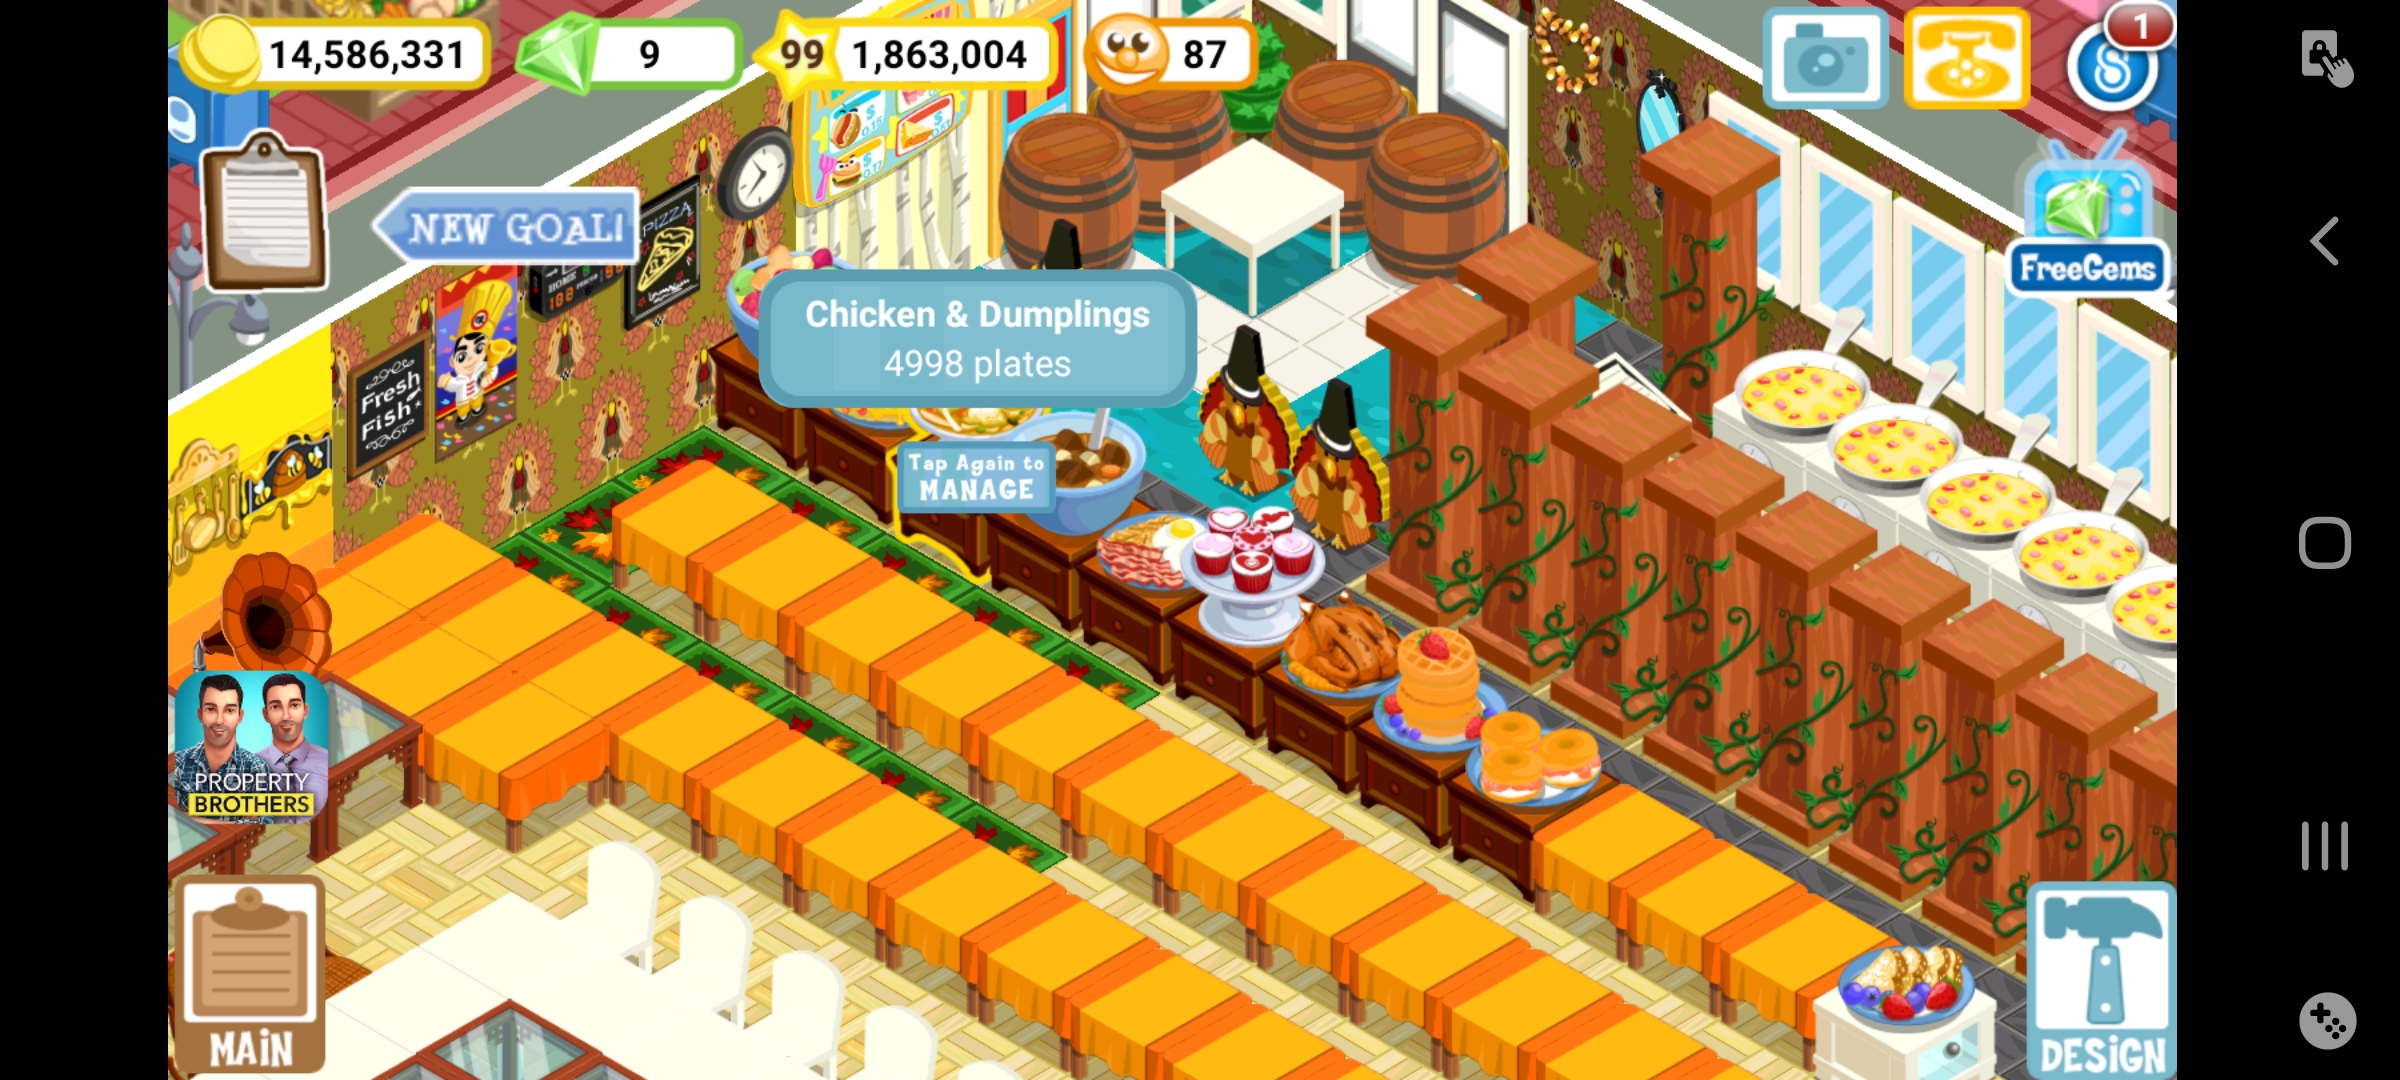 14,586,331
9
99
1,863,004
87
1
NEW GOAL!
PIZZA
HOME
Fresh
Fish
FreeGems
Chicken & Dumplings
4998 plates
Tap Again to
MANAGE
PROPERTY
BROTHERS
MAIN
DESIGN